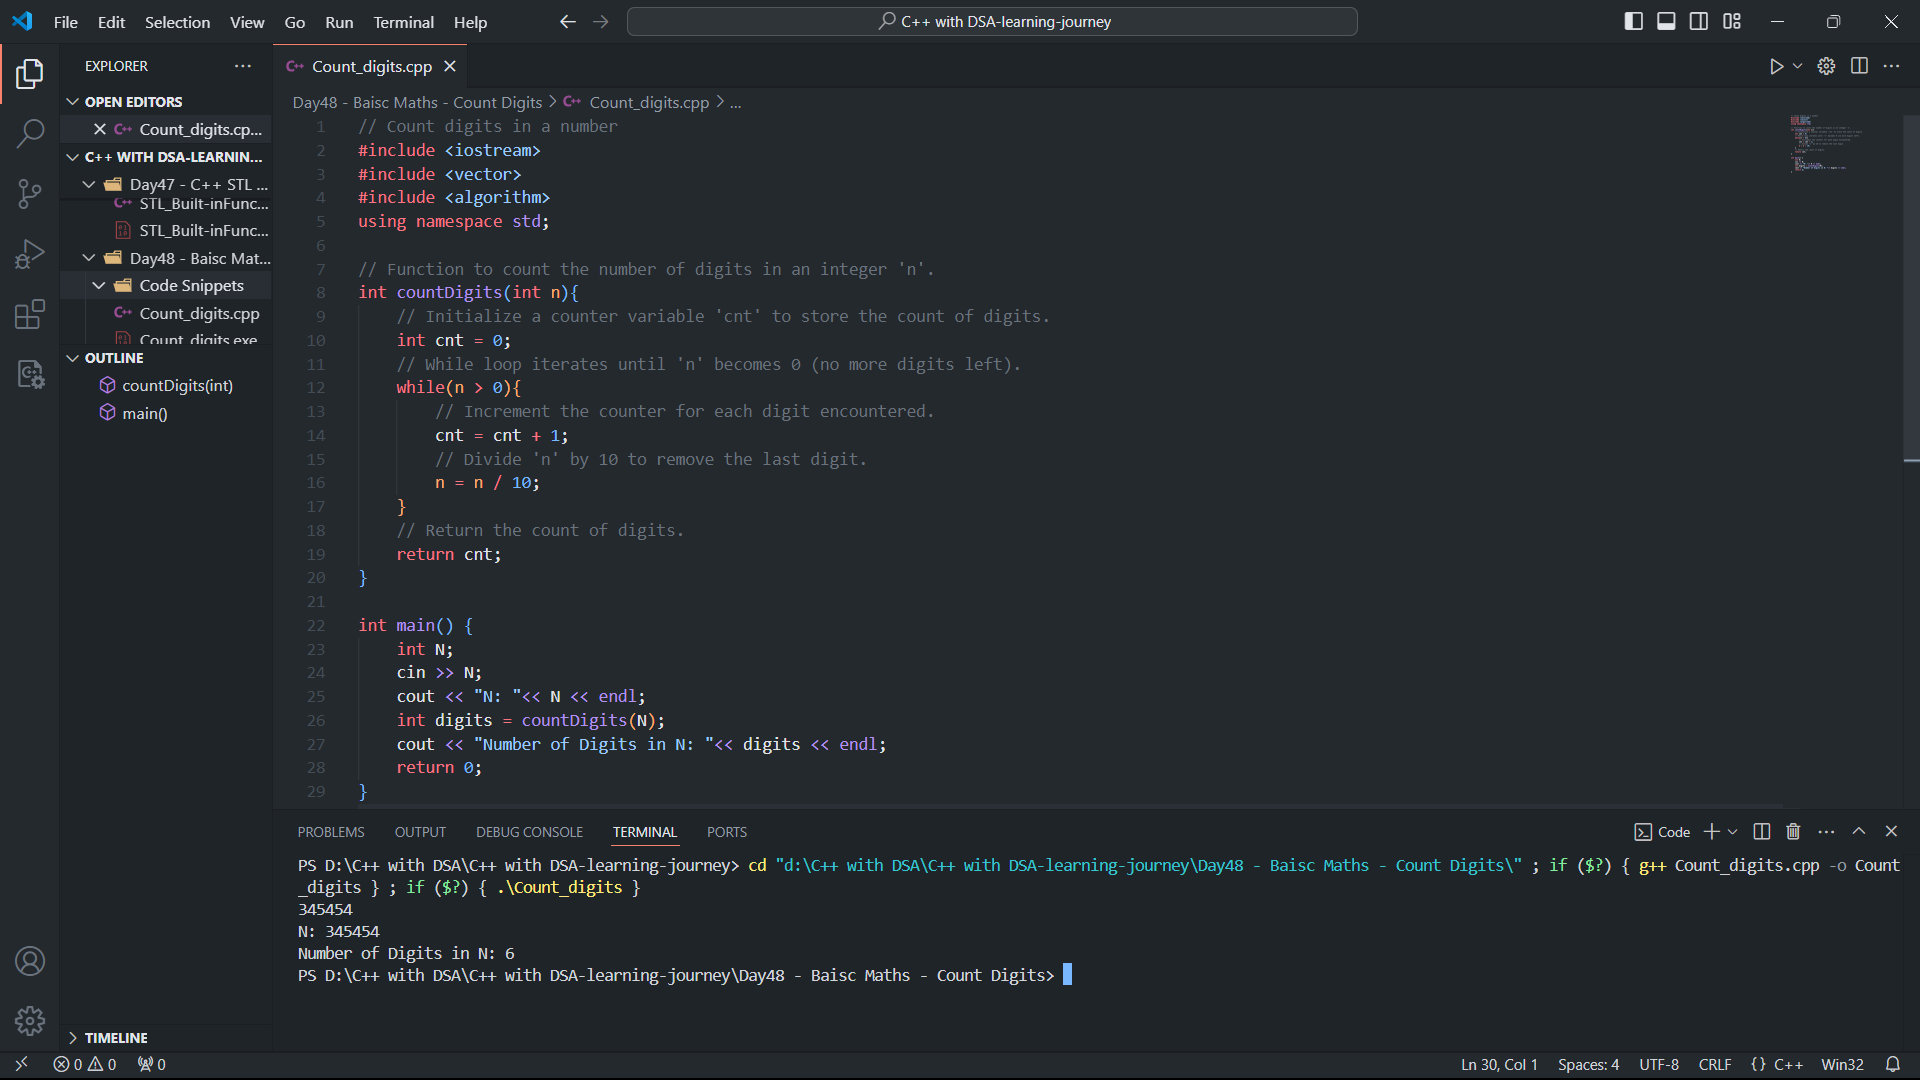 File Edit Selection View Go Run Terminal Help
C++ with DSA-learning-journey
EXPLORER
OPEN EDITORS
Count_digits.cp...
C++ WITH DSA-LEARNIN...
Day47 - C++ STL ...
STL_Built-inFunc...
STL_Built-inFunc...
Day48 - Baisc Mat...
Code Snippets
Count_digits.cpp
Count_digits.exe
OUTLINE
countDigits(int)
main()
TIMELINE
Count_digits.cpp
Day48 - Baisc Maths - Count Digits > Count_digits.cpp > ...
1 // Count digits in a number
2 #include <iostream>
3 #include <vector>
4 #include <algorithm>
5 using namespace std;
6
7 // Function to count the number of digits in an integer 'n'.
8 int countDigits(int n){
9 // Initialize a counter variable 'cnt' to store the count of digits.
10 int cnt = 0;
11 // While loop iterates until 'n' becomes 0 (no more digits left).
12 while(n > 0){
13 // Increment the counter for each digit encountered.
14 cnt = cnt + 1;
15 // Divide 'n' by 10 to remove the last digit.
16 n = n / 10;
17 }
18 // Return the count of digits.
19 return cnt;
20 }
21
22 int main() {
23 int N;
24 cin >> N;
25 cout << "N: "<< N << endl;
26 int digits = countDigits(N);
27 cout << "Number of Digits in N: "<< digits << endl;
28 return 0;
29 }
PROBLEMS OUTPUT DEBUG CONSOLE TERMINAL PORTS
Code
PS D:\C++ with DSA\C++ with DSA-learning-journey> cd "d:\C++ with DSA\C++ with DSA-learning-journey\Day48 - Baisc Maths - Count Digits\" ; if ($?) { g++ Count_digits.cpp -o Count
_digits } ; if ($?) { .\Count_digits }
345454
N: 345454
Number of Digits in N: 6
PS D:\C++ with DSA\C++ with DSA-learning-journey\Day48 - Baisc Maths - Count Digits>
0 0 0
Ln 30, Col 1 Spaces: 4 UTF-8 CRLF {} C++ Win32